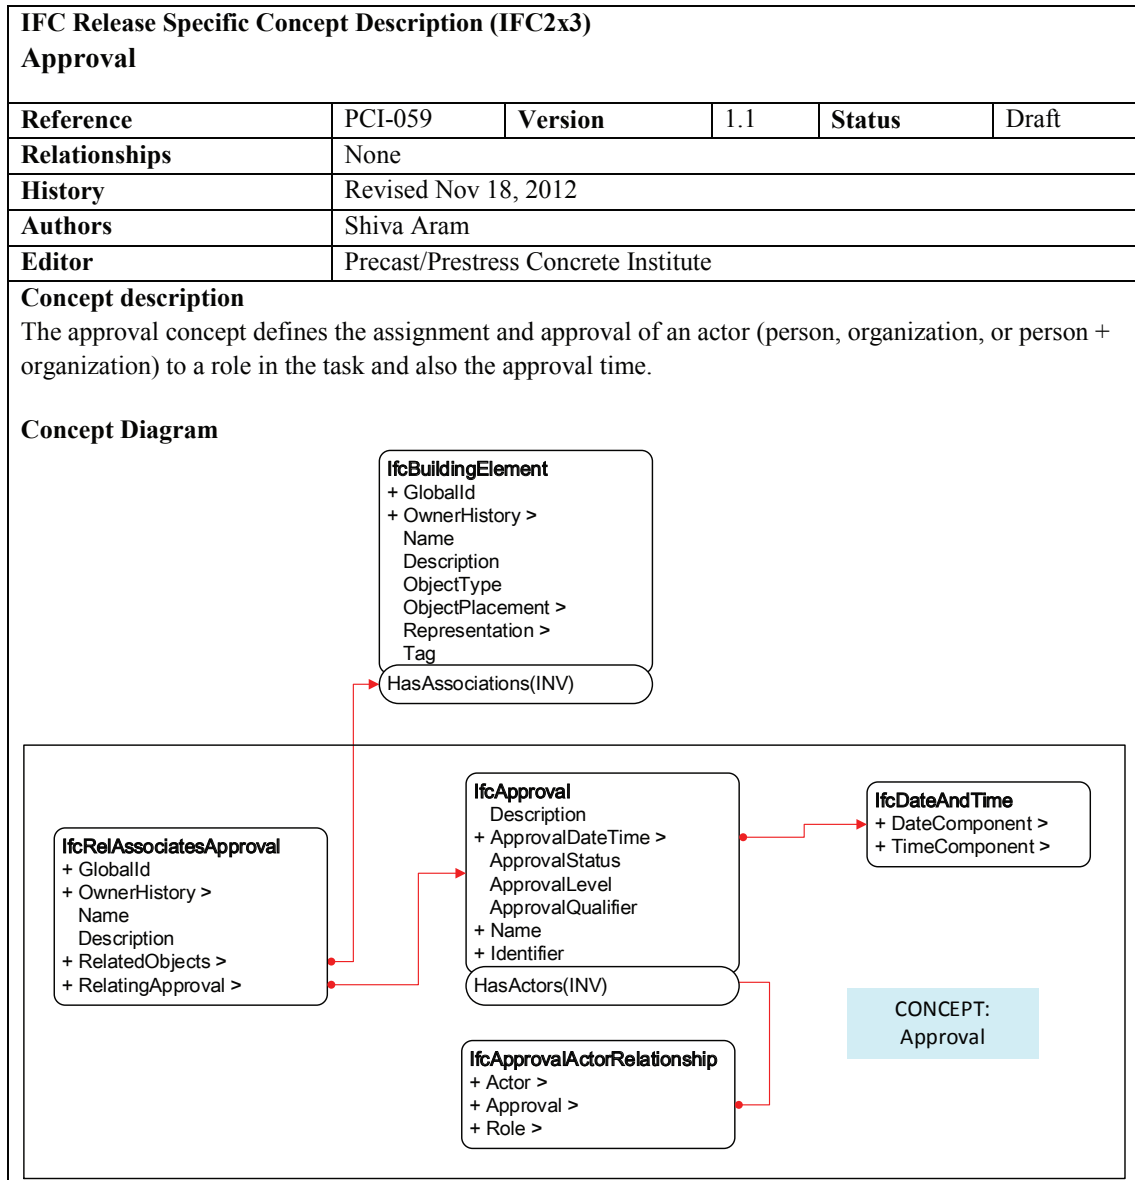 IFC Release Specific Concept Description (IFC2x3)
Approval
Reference PCI-059 Version 1.1 Status Draft
Relationships None
History Revised Nov 18, 2012
Authors Shiva Aram
Editor Precast/Prestress Concrete Institute
Concept description
The approval concept defines the assignment and approval of an actor (person, organization, or person +
organization) to a role in the task and also the approval time.
Concept Diagram
IfcBuildingElement
+ GlobalId
+ OwnerHistory >
Name
Description
ObjectType
ObjectPlacement >
Representation >
Tag
HasAssociations(INV)
IfcRelAssociatesApproval
+ GlobalId
+ OwnerHistory >
Name
Description
+ RelatedObjects >
+ RelatingApproval >
IfcApproval
Description
+ ApprovalDateTime >
ApprovalStatus
ApprovalLevel
ApprovalQualifier
+ Name
+ Identifier
HasActors(INV)
IfcDateAndTime
+ DateComponent >
+ TimeComponent >
IfcApprovalActorRelationship
+ Actor >
+ Approval >
+ Role >
CONCEPT:
Approval